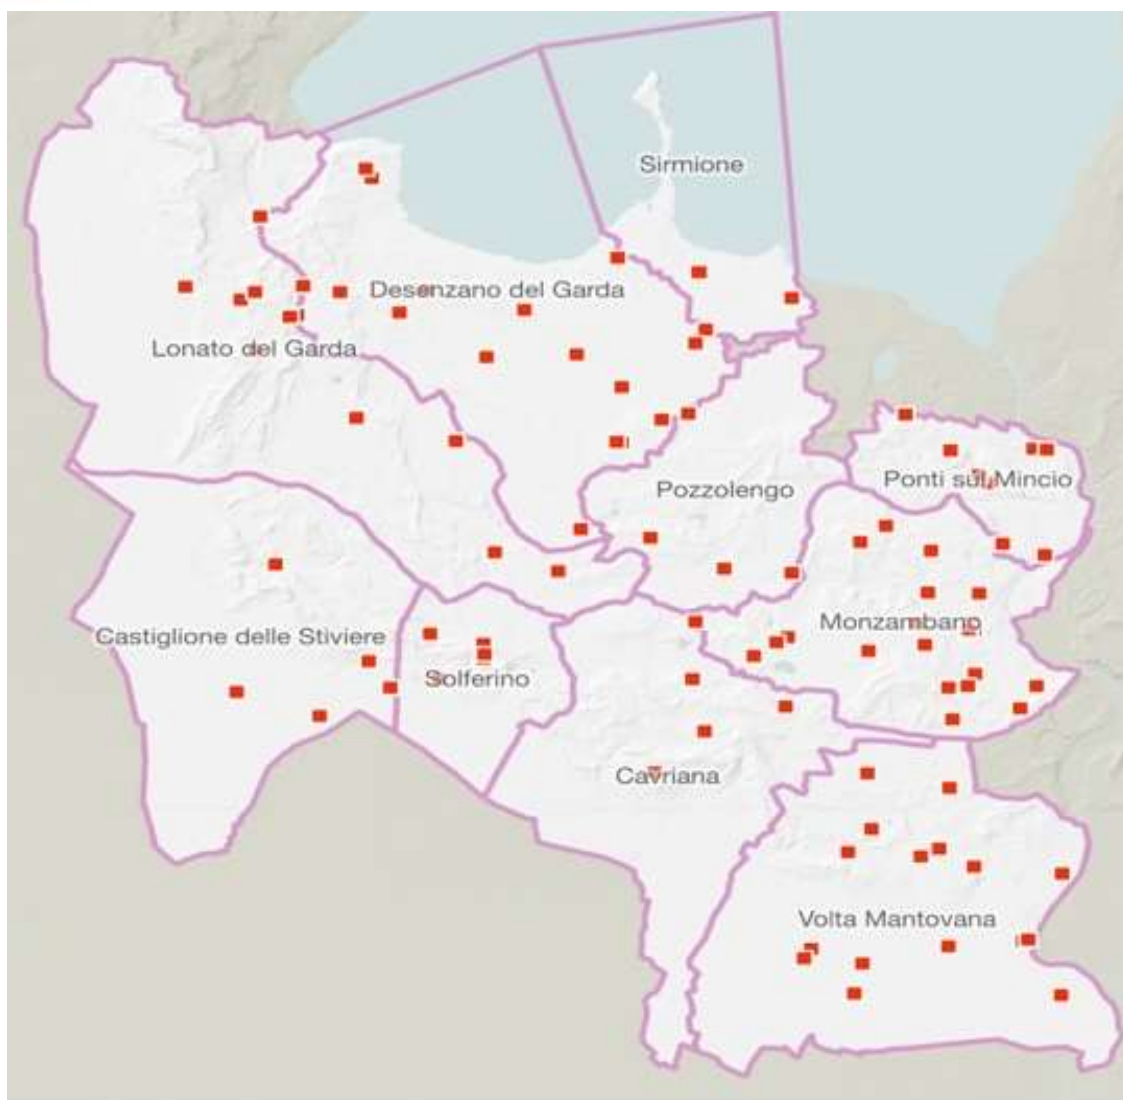 Sirmione
Desenzano del Garda
Lonato del Garda
Ponti sul Mincio
Pozzolengo
Monzambano
Castiglione delle Stiviere
Solferino
Cavriana
Volta Mantovana